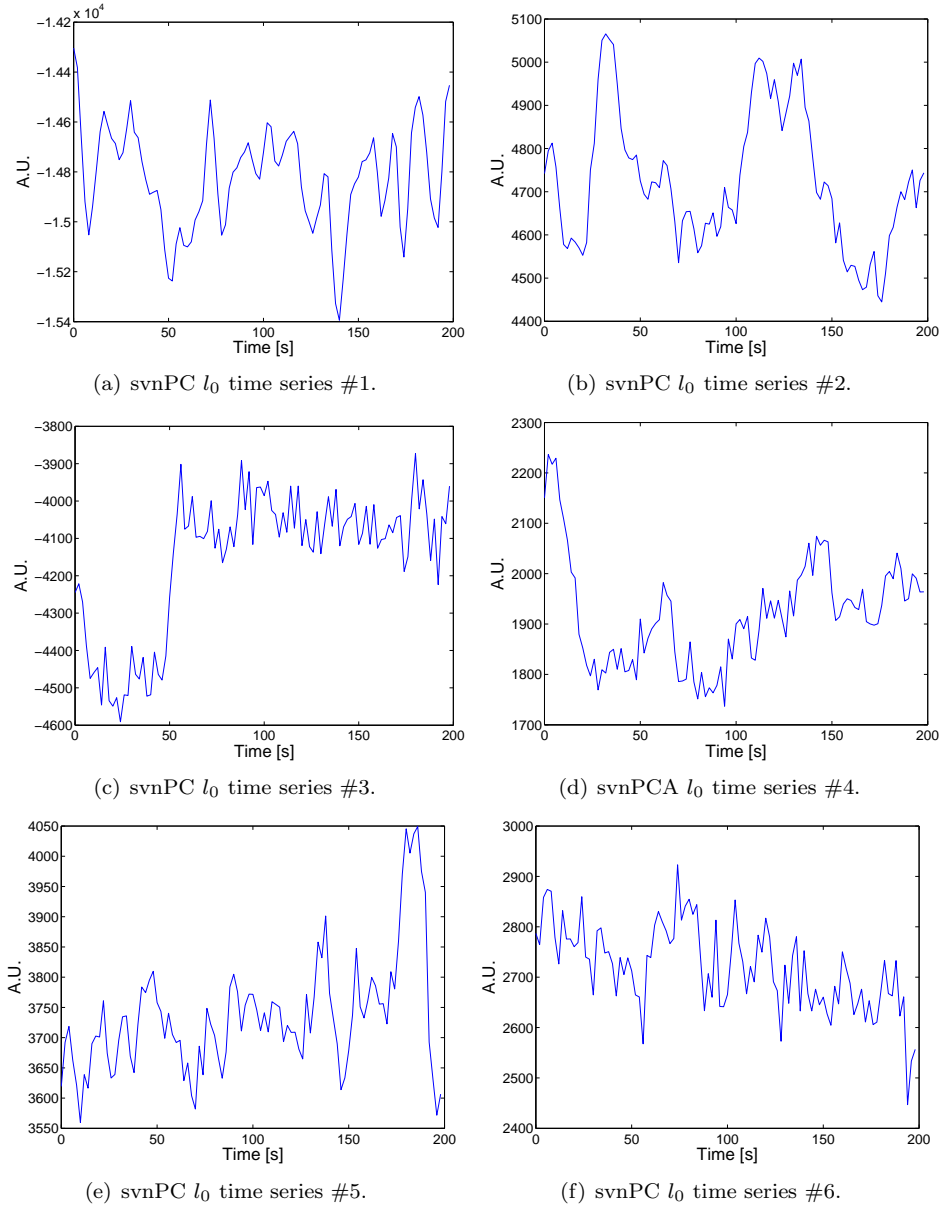 x 10⁴
−1.42
−1.44
−1.46
−1.48
−1.5
−1.52
−1.54
A.U.
0 50 100 150 200
Time [s]
(a) svnPC l₀ time series #1.
5100
5000
4900
4800
4700
4600
4500
4400
A.U.
0 50 100 150 200
Time [s]
(b) svnPC l₀ time series #2.
−3800
−3900
−4000
−4100
−4200
−4300
−4400
−4500
−4600
A.U.
0 50 100 150 200
Time [s]
(c) svnPC l₀ time series #3.
2300
2200
2100
2000
1900
1800
1700
A.U.
0 50 100 150 200
Time [s]
(d) svnPCA l₀ time series #4.
4050
4000
3950
3900
3850
3800
3750
3700
3650
3600
3550
A.U.
0 50 100 150 200
Time [s]
(e) svnPC l₀ time series #5.
3000
2900
2800
2700
2600
2500
2400
A.U.
0 50 100 150 200
Time [s]
(f) svnPC l₀ time series #6.